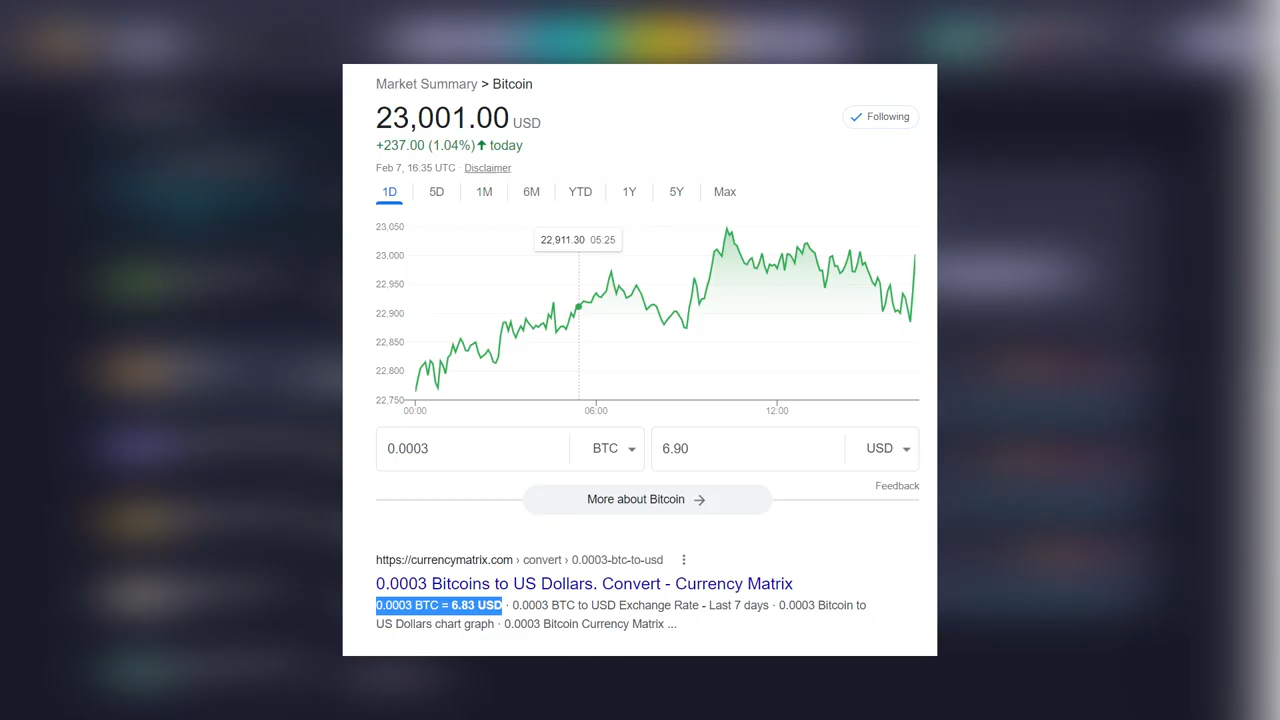 Market Summary > Bitcoin
23,001.00 USD
Following
+237.00 (1.04%) today
Feb 7, 16:35 UTC · Disclaimer
1D 5D 1M 6M YTD 1Y 5Y Max
23,050
22,911.30 05:25
23,000
22,950
22,900
22,850
22,800
22,750
00:00 06:00 12:00
0.0003 BTC 6.90 USD
Feedback
More about Bitcoin
https://currencymatrix.com › convert › 0.0003-btc-to-usd
0.0003 Bitcoins to US Dollars. Convert - Currency Matrix
0.0003 BTC = 6.83 USD · 0.0003 BTC to USD Exchange Rate - Last 7 days · 0.0003 Bitcoin to
US Dollars chart graph · 0.0003 Bitcoin Currency Matrix ...